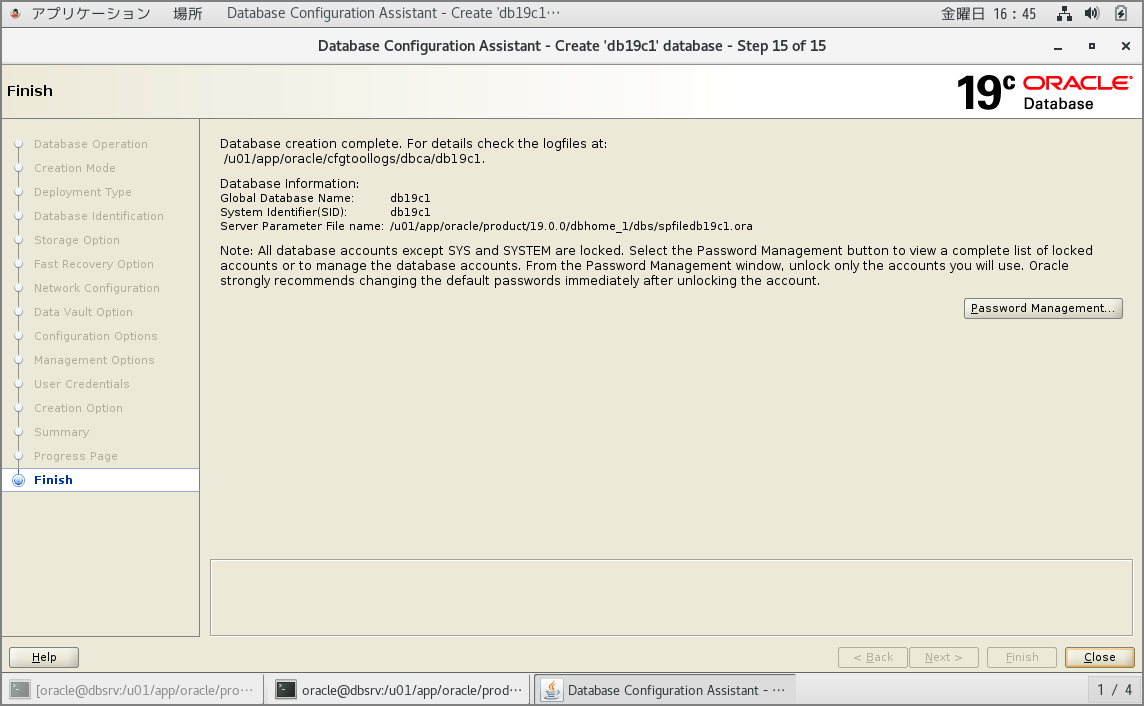 アプリケーション 場所 Database Configuration Assistant - Create 'db19c1'… 金曜日 16：45
Database Configuration Assistant - Create 'db19c1' database - Step 15 of 15
Finish
19c ORACLE
Database
Database Operation
Creation Mode
Deployment Type
Database Identification
Storage Option
Fast Recovery Option
Network Configuration
Data Vault Option
Configuration Options
Management Options
User Credentials
Creation Option
Summary
Progress Page
Finish
Database creation complete. For details check the logfiles at:
/u01/app/oracle/cfgtoollogs/dbca/db19c1.
Database Information:
Global Database Name: db19c1
System Identifier(SID): db19c1
Server Parameter File name: /u01/app/oracle/product/19.0.0/dbhome_1/dbs/spfiledb19c1.ora
Note: All database accounts except SYS and SYSTEM are locked. Select the Password Management button to view a complete list of locked
accounts or to manage the database accounts. From the Password Management window, unlock only the accounts you will use. Oracle
strongly recommends changing the default passwords immediately after unlocking the account.
Password Management...
Help < Back Next > Finish Close
[oracle@dbsrv:/u01/app/oracle/pro… oracle@dbsrv:/u01/app/oracle/prod… Database Configuration Assistant - … 1 / 4